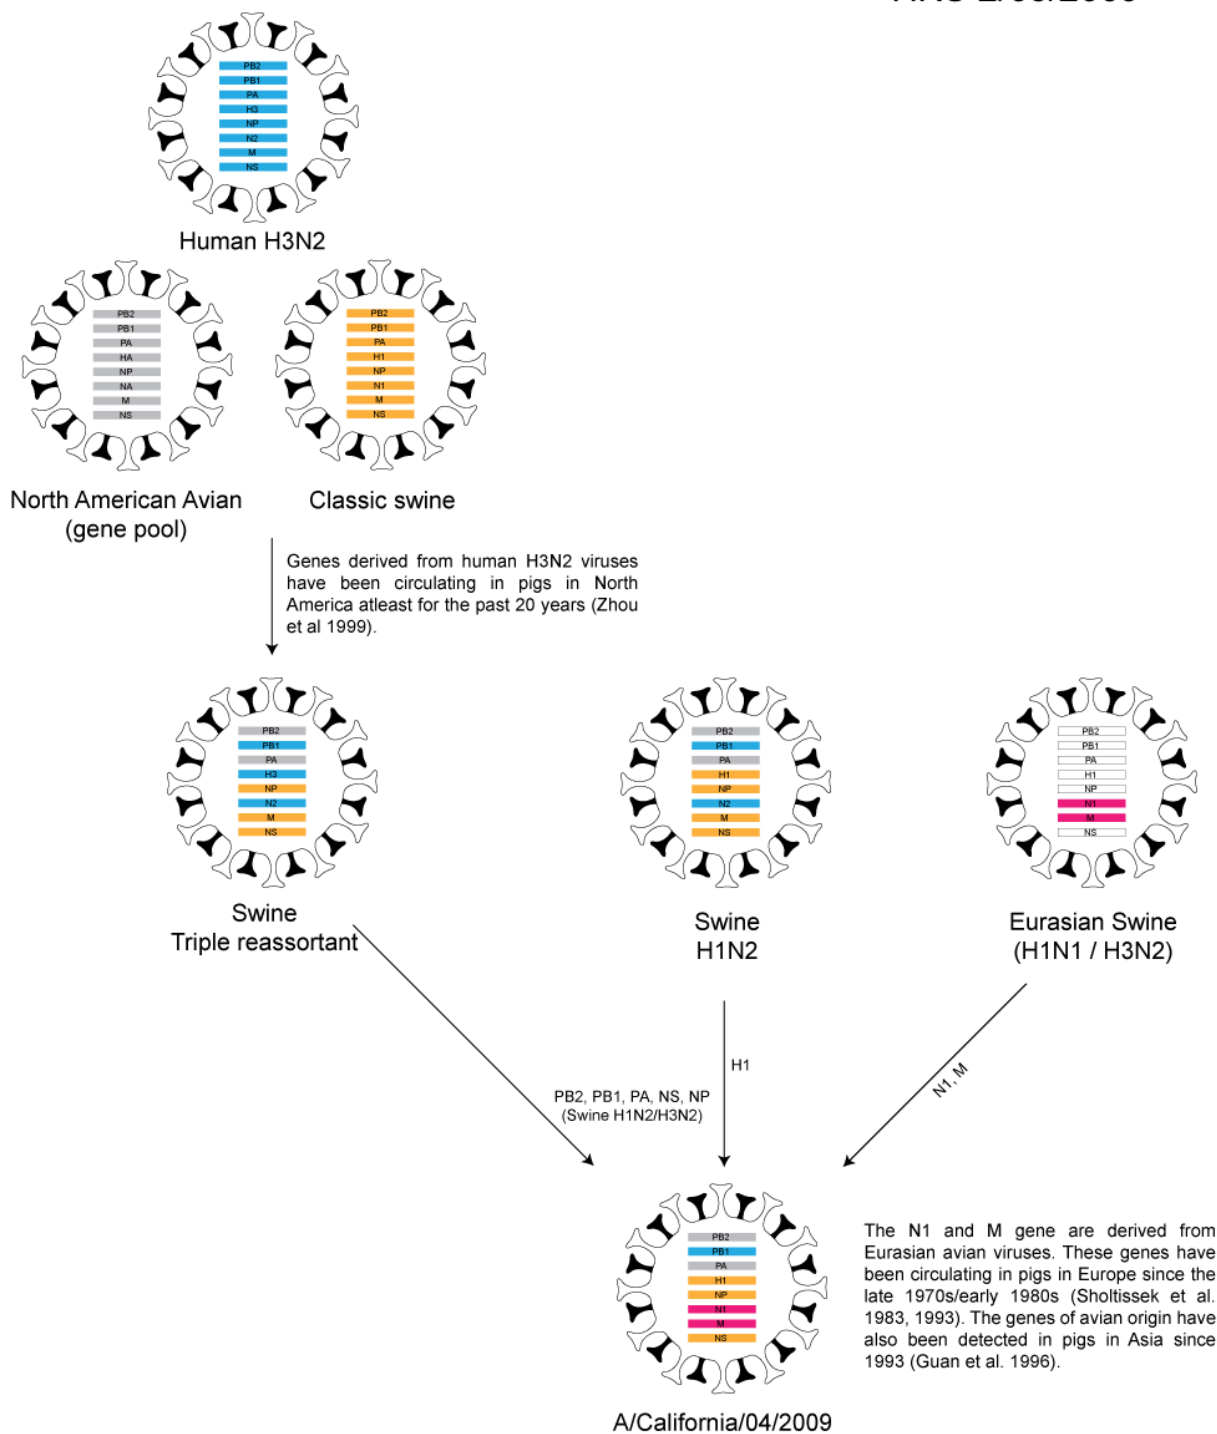 PB2
PB1
PA
H3
NP
N2
M
NS
Human H3N2
PB2
PB1
PA
HA
NP
NA
M
NS
North American Avian
(gene pool)
PB2
PB1
PA
H1
NP
N1
M
NS
Classic swine
Genes derived from human H3N2 viruses
have been circulating in pigs in North
America atleast for the past 20 years (Zhou
et al 1999).
PB2
PB1
PA
H3
NP
N2
M
NS
Swine
Triple reassortant
PB2
PB1
PA
H1
NP
N2
M
NS
Swine
H1N2
PB2
PB1
PA
H1
NP
N1
M
NS
Eurasian Swine
(H1N1 / H3N2)
PB2, PB1, PA, NS, NP
(Swine H1N2/H3N2)
H1
N1, M
PB2
PB1
PA
H1
NP
N1
M
NS
A/California/04/2009
The N1 and M gene are derived from
Eurasian avian viruses. These genes have
been circulating in pigs in Europe since the
late 1970s/early 1980s (Sholtissek et al.
1983, 1993). The genes of avian origin have
also been detected in pigs in Asia since
1993 (Guan et al. 1996).